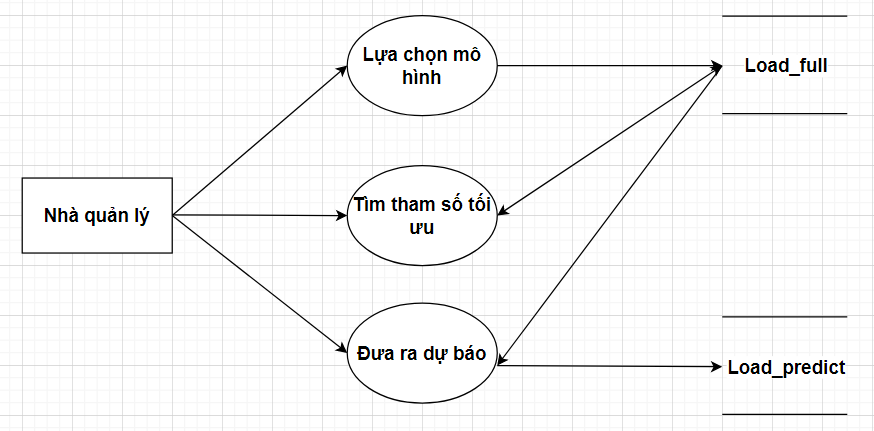 Lựa chọn mô
hình
Load_full
Nhà quản lý
Tìm tham số tối
ưu
Đưa ra dự báo
Load_predict